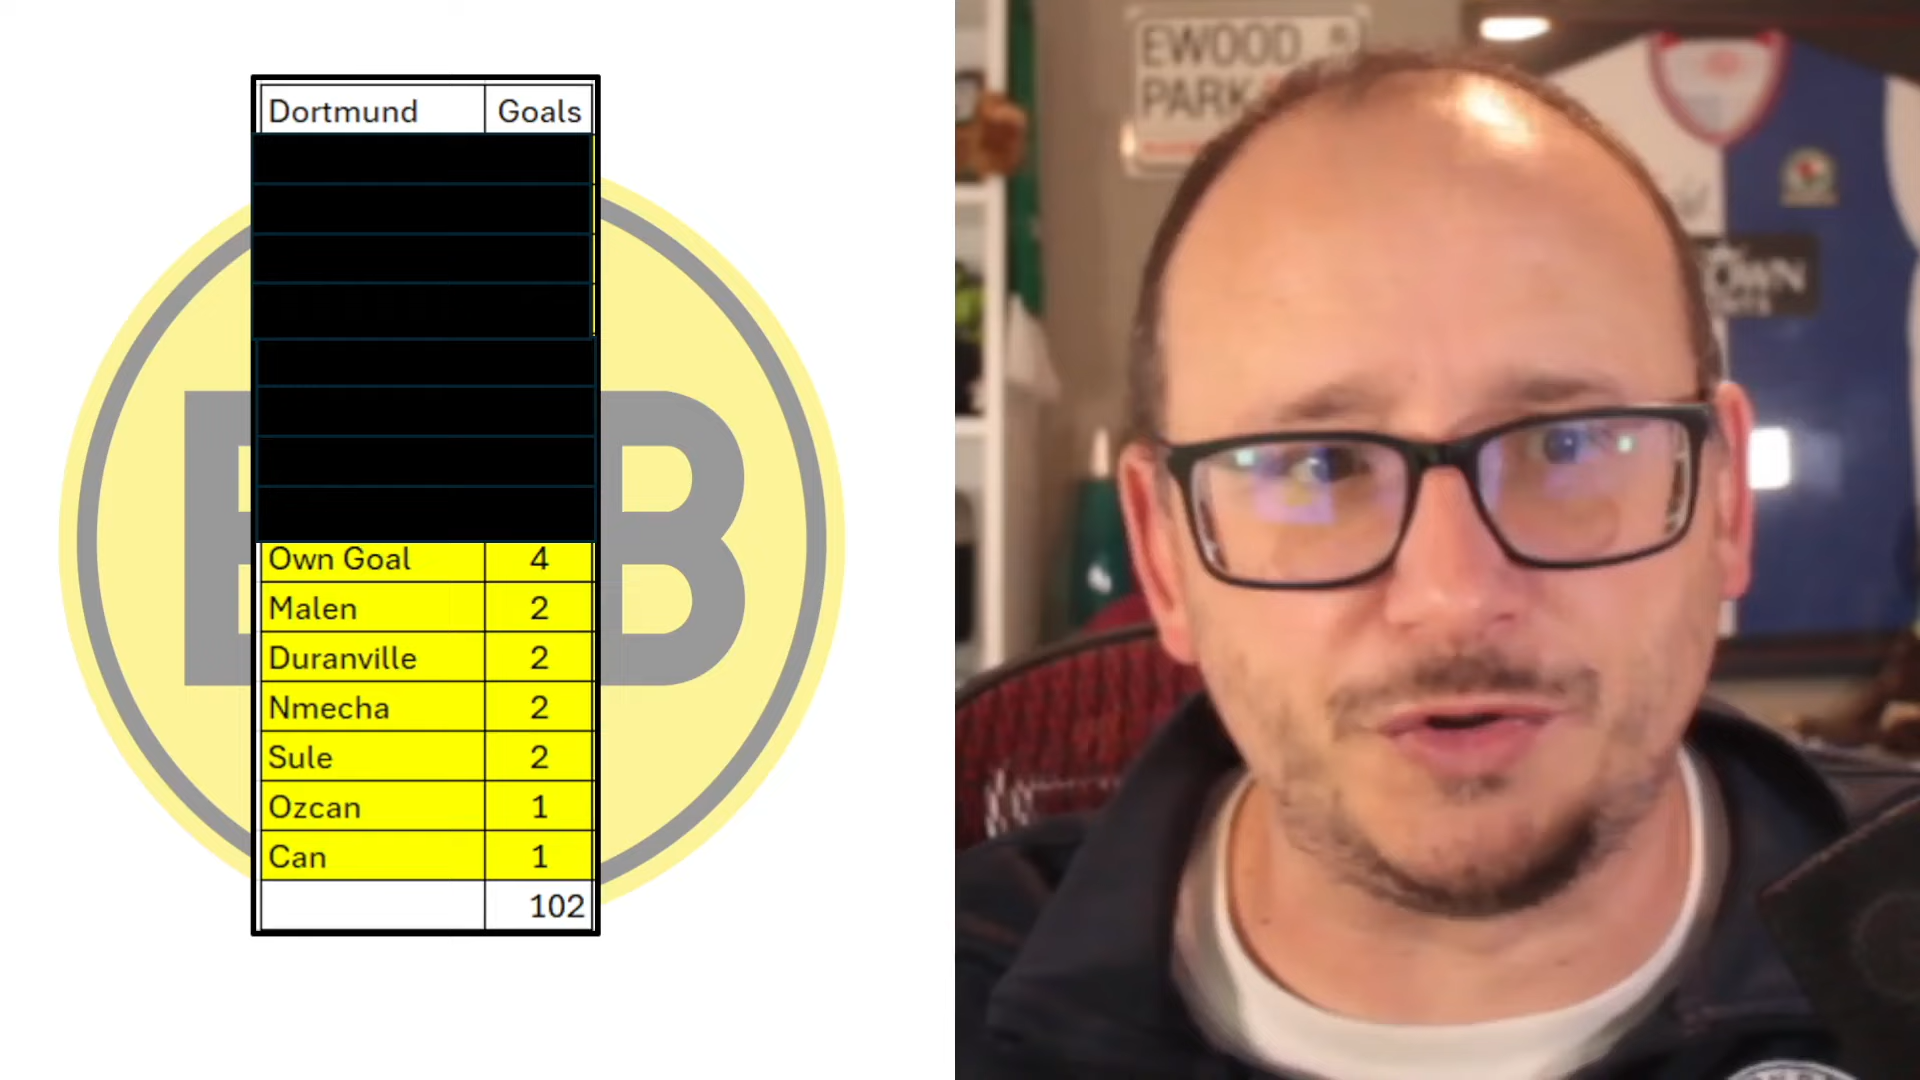 Dortmund Goals
Own Goal 4
Malen 2
Duranville 2
Nmecha 2
Sule 2
Ozcan 1
Can 1
102
B
EWOOD
PARK
OWN